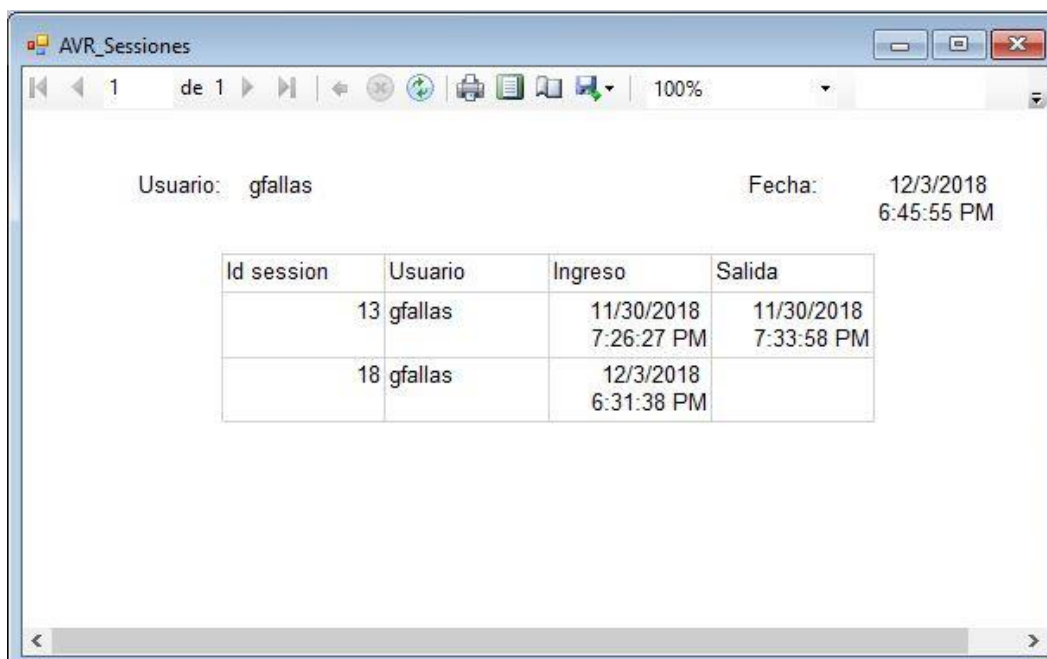 AVR_Sessiones
1 de 1 100%
Usuario: gfallas Fecha: 12/3/2018
6:45:55 PM
Id session Usuario Ingreso Salida
13 gfallas 11/30/2018 11/30/2018
7:26:27 PM 7:33:58 PM
18 gfallas 12/3/2018
6:31:38 PM